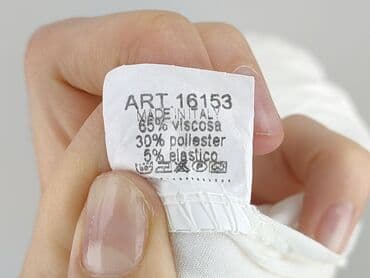 ART 16153
MADE IN ITALY
65% viscosa
30% poliester
5% elastico